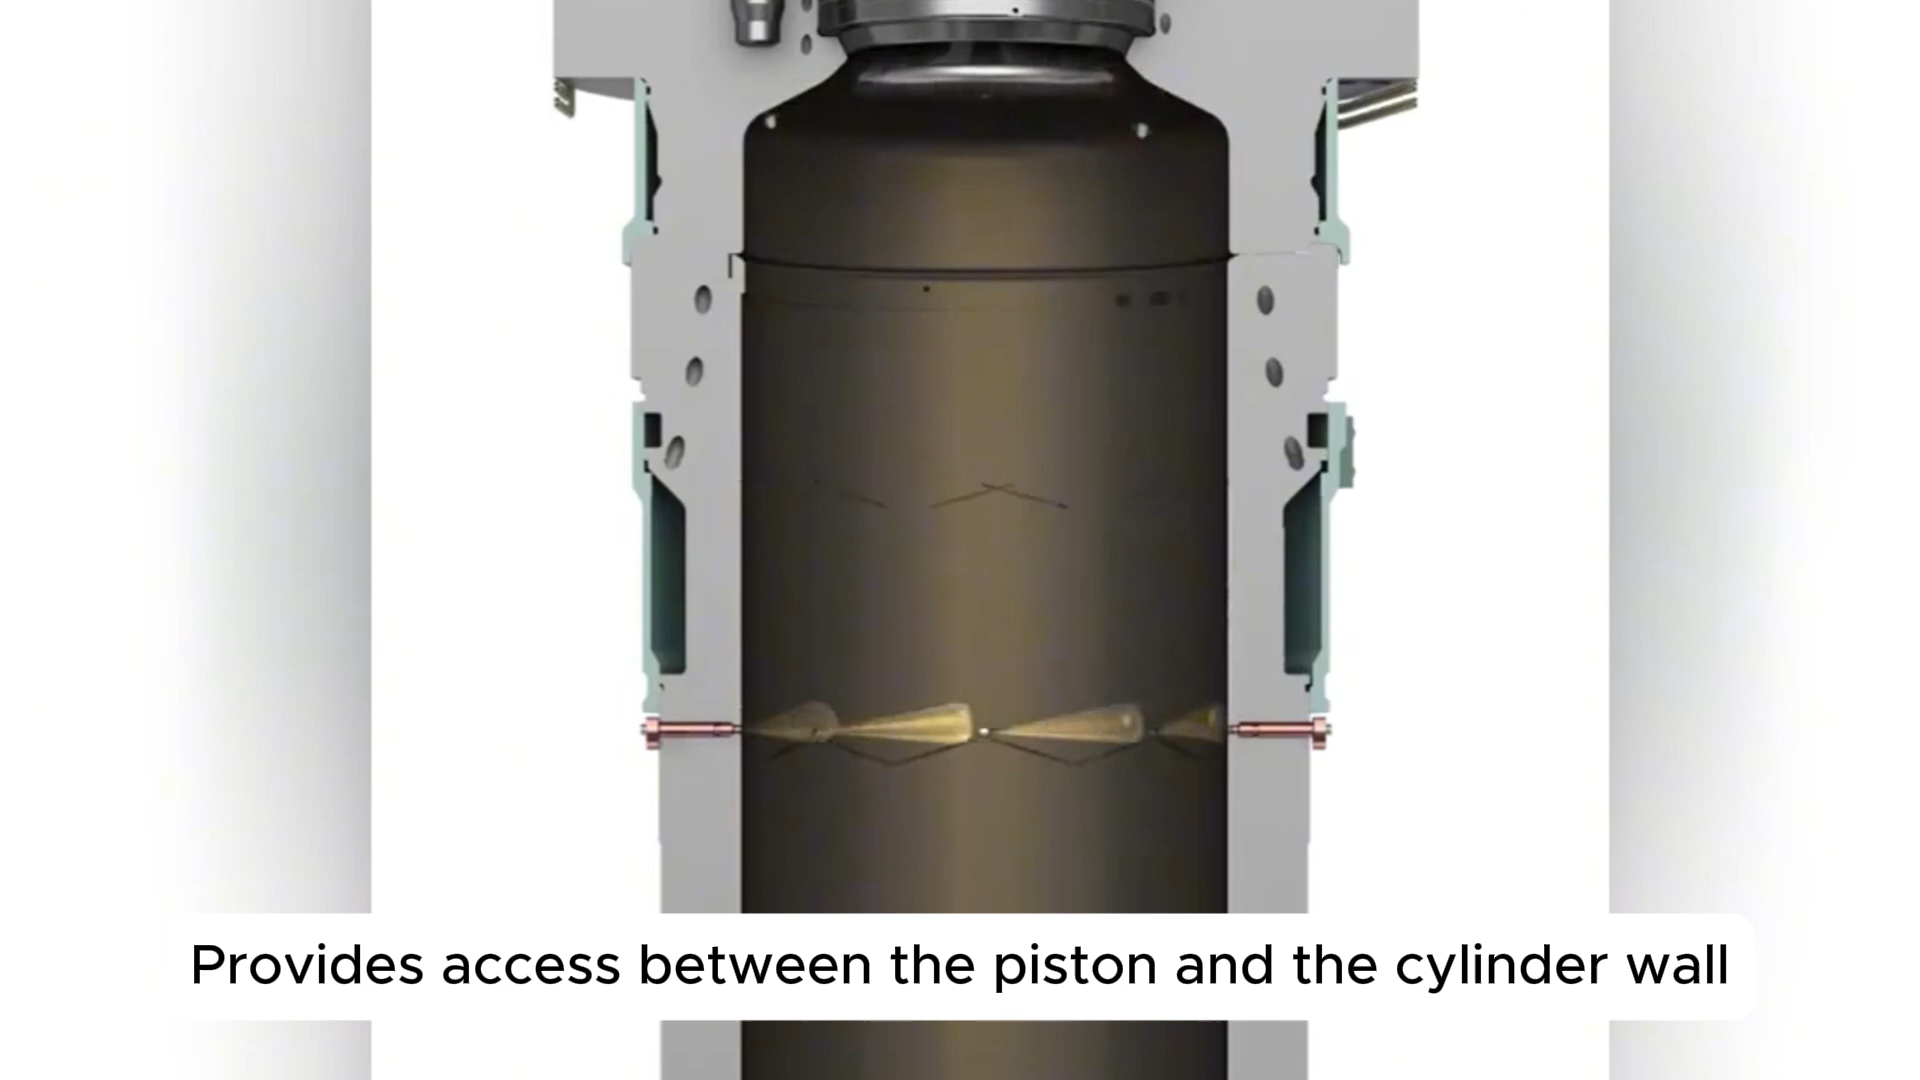 Provides access between the piston and the cylinder wall